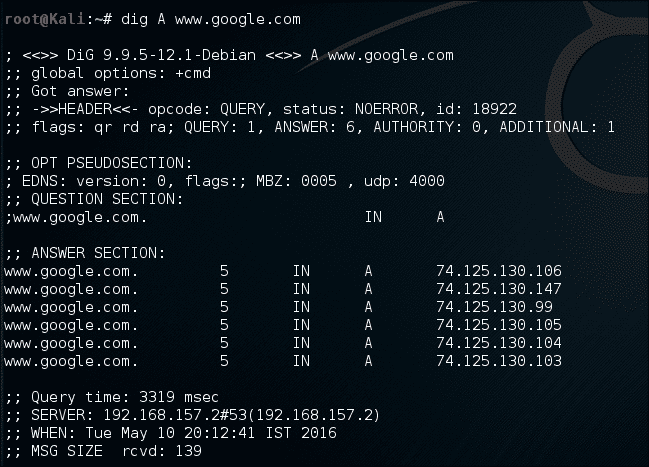 root@Kali:~# dig A www.google.com
; <<>> DiG 9.9.5-12.1-Debian <<>> A www.google.com
;; global options: +cmd
;; Got answer:
;; ->>HEADER<<- opcode: QUERY, status: NOERROR, id: 18922
;; flags: qr rd ra; QUERY: 1, ANSWER: 6, AUTHORITY: 0, ADDITIONAL: 1
;; OPT PSEUDOSECTION:
; EDNS: version: 0, flags:; MBZ: 0005 , udp: 4000
;; QUESTION SECTION:
;www.google.com. IN A
;; ANSWER SECTION:
www.google.com. 5 IN A 74.125.130.106
www.google.com. 5 IN A 74.125.130.147
www.google.com. 5 IN A 74.125.130.99
www.google.com. 5 IN A 74.125.130.105
www.google.com. 5 IN A 74.125.130.104
www.google.com. 5 IN A 74.125.130.103
;; Query time: 3319 msec
;; SERVER: 192.168.157.2#53(192.168.157.2)
;; WHEN: Tue May 10 20:12:41 IST 2016
;; MSG SIZE rcvd: 139